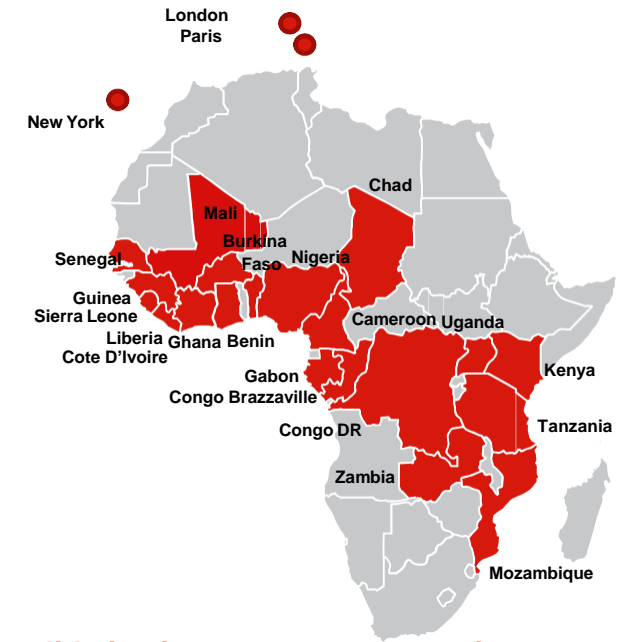 London
Paris
New York
Chad
Mali
Burkina
Faso
Nigeria
Senegal
Guinea
Sierra Leone
Liberia
Cote D'Ivoire
Ghana
Benin
Cameroon
Uganda
Gabon
Congo Brazzaville
Kenya
Congo DR
Tanzania
Zambia
Mozambique